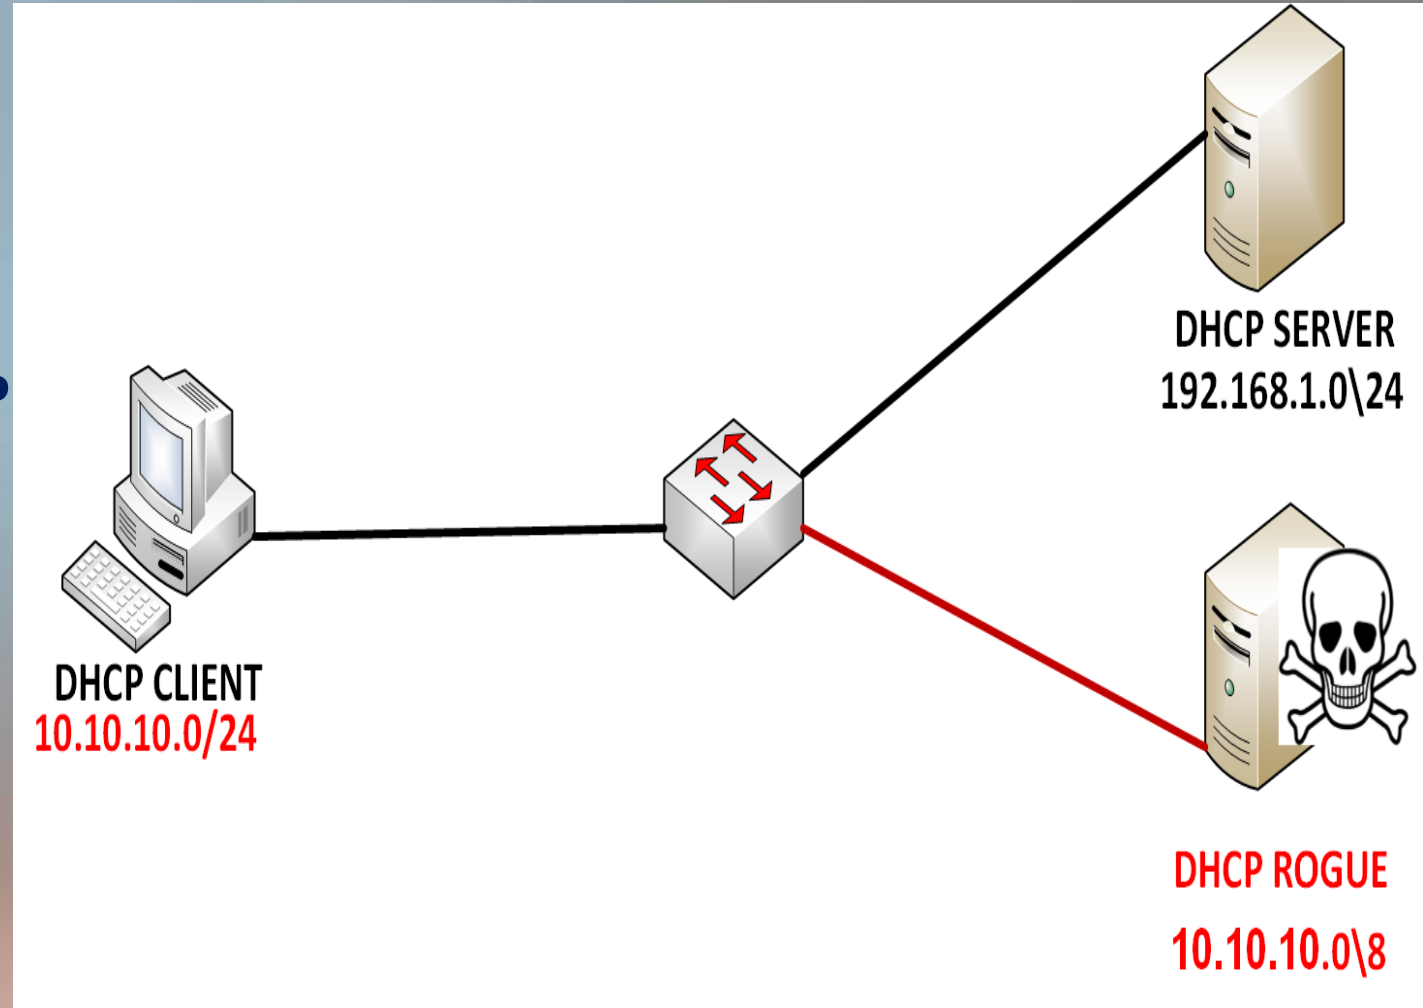 DHCP SERVER
192.168.1.0\24
DHCP CLIENT
10.10.10.0/24
DHCP ROGUE
10.10.10.0\8